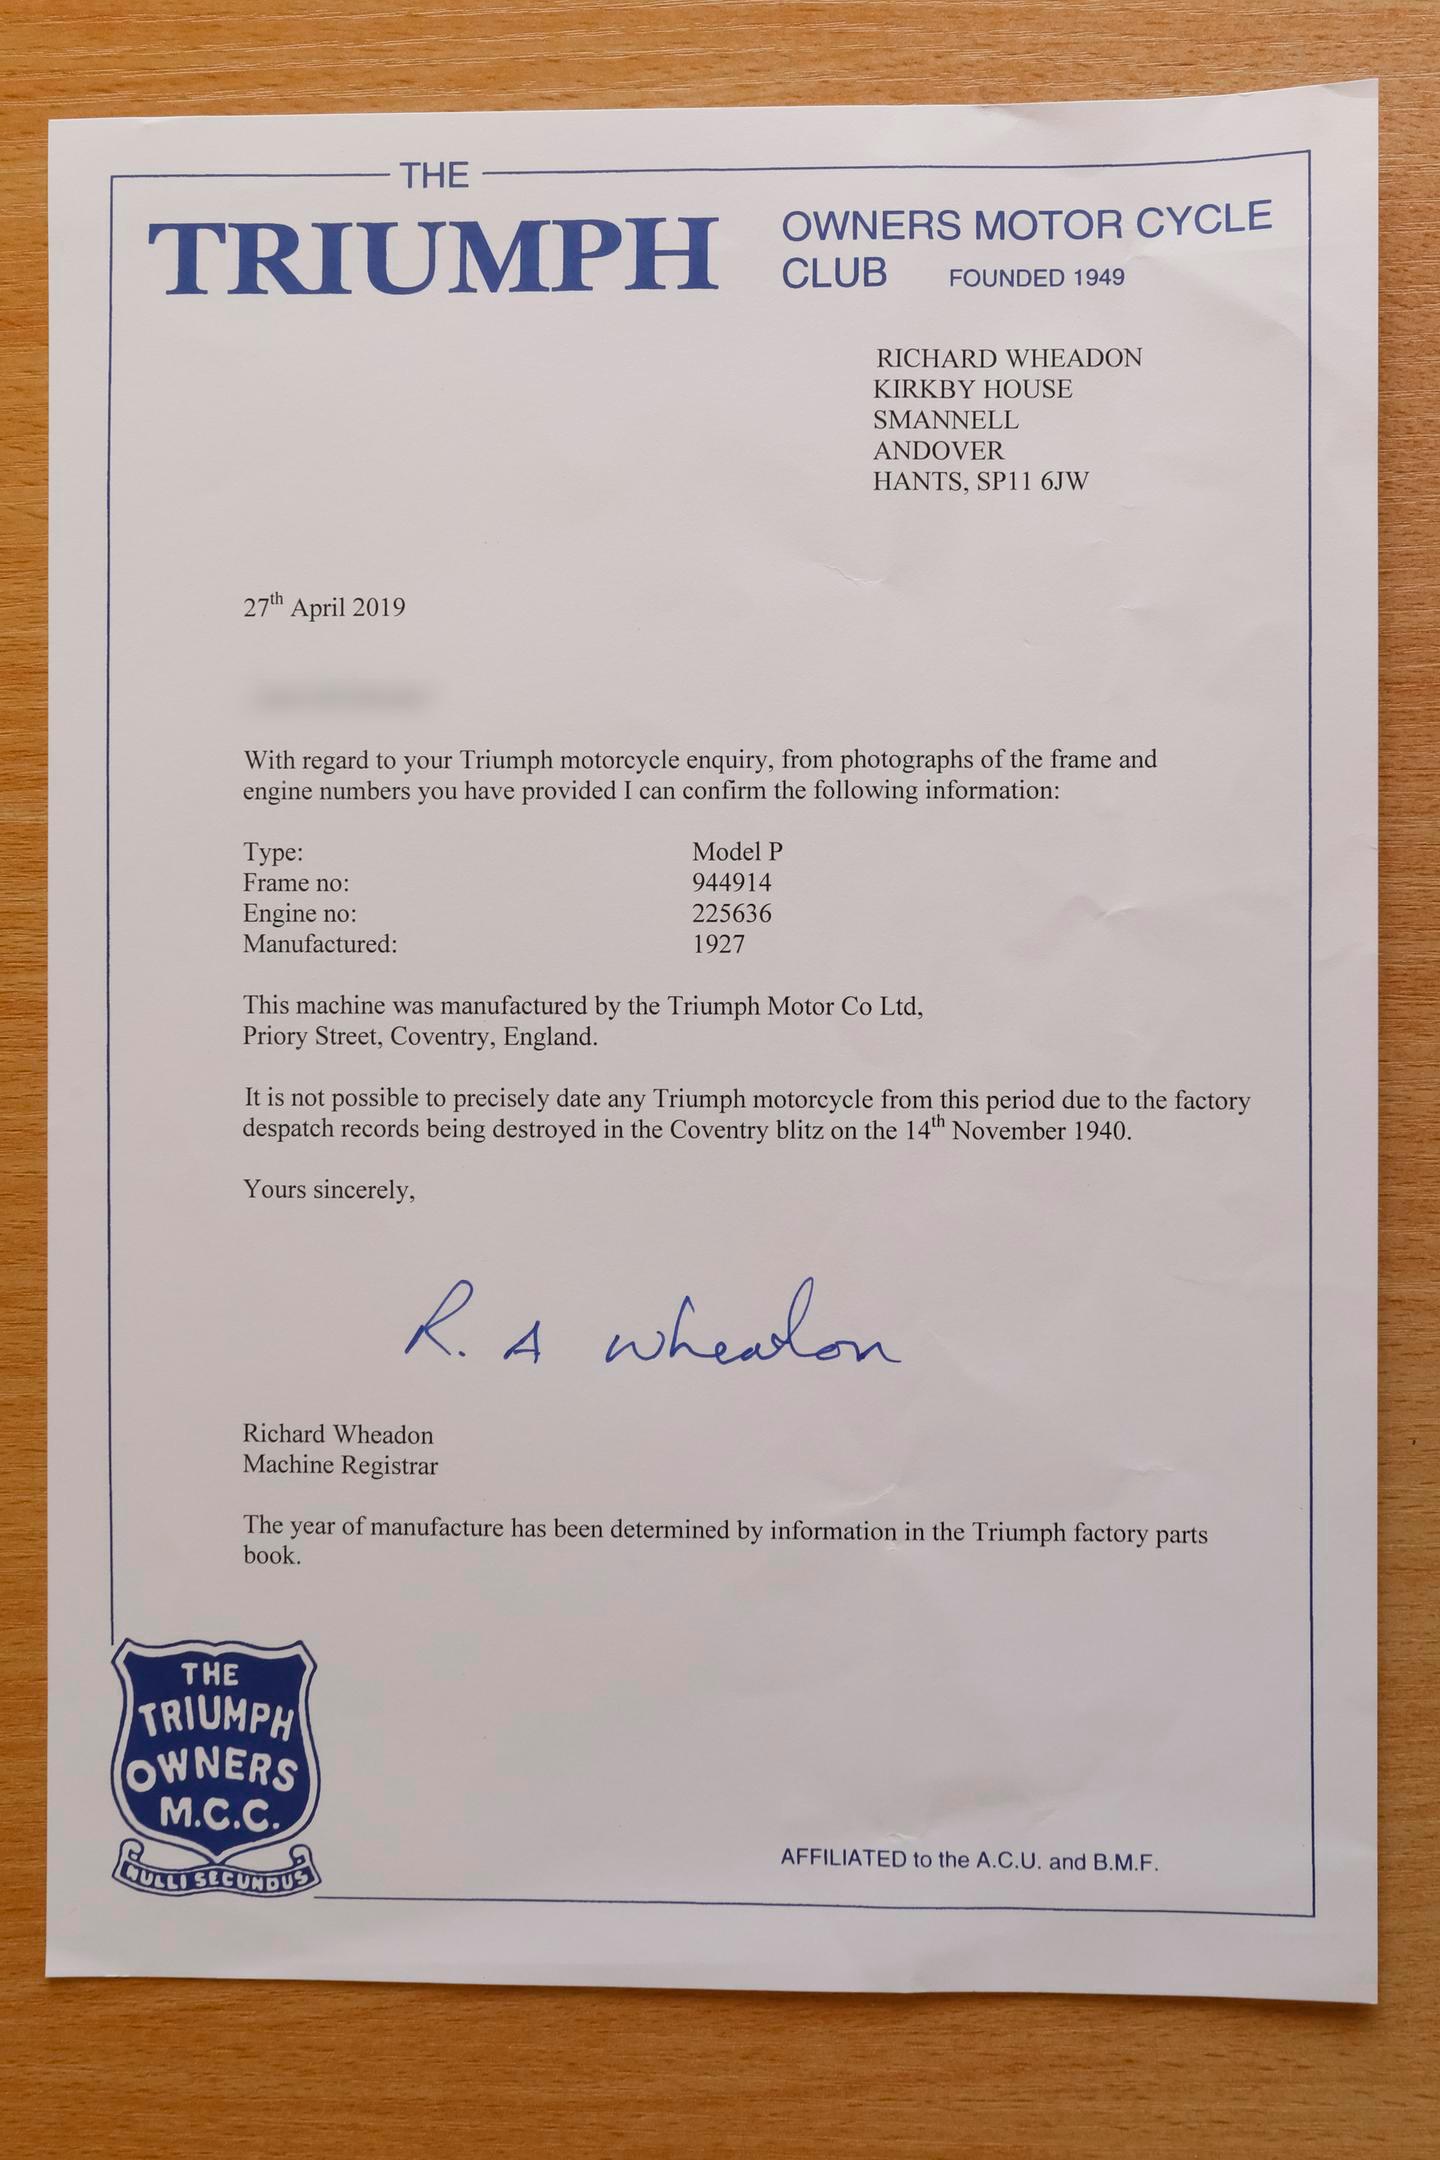 THE
TRIUMPH OWNERS MOTOR CYCLE
CLUB FOUNDED 1949
RICHARD WHEADON
KIRKBY HOUSE
SMANNELL
ANDOVER
HANTS, SP11 6JW
27th April 2019
With regard to your Triumph motorcycle enquiry, from photographs of the frame and
engine numbers you have provided I can confirm the following information:
Type: Model P
Frame no: 944914
Engine no: 225636
Manufactured: 1927
This machine was manufactured by the Triumph Motor Co Ltd,
Priory Street, Coventry, England.
It is not possible to precisely date any Triumph motorcycle from this period due to the factory
despatch records being destroyed in the Coventry blitz on the 14th November 1940.
Yours sincerely,
R. A Wheadon
Richard Wheadon
Machine Registrar
The year of manufacture has been determined by information in the Triumph factory parts
book.
THE
TRIUMPH
OWNERS
M.C.C.
NULLI SECUNDUS
AFFILIATED to the A.C.U. and B.M.F.